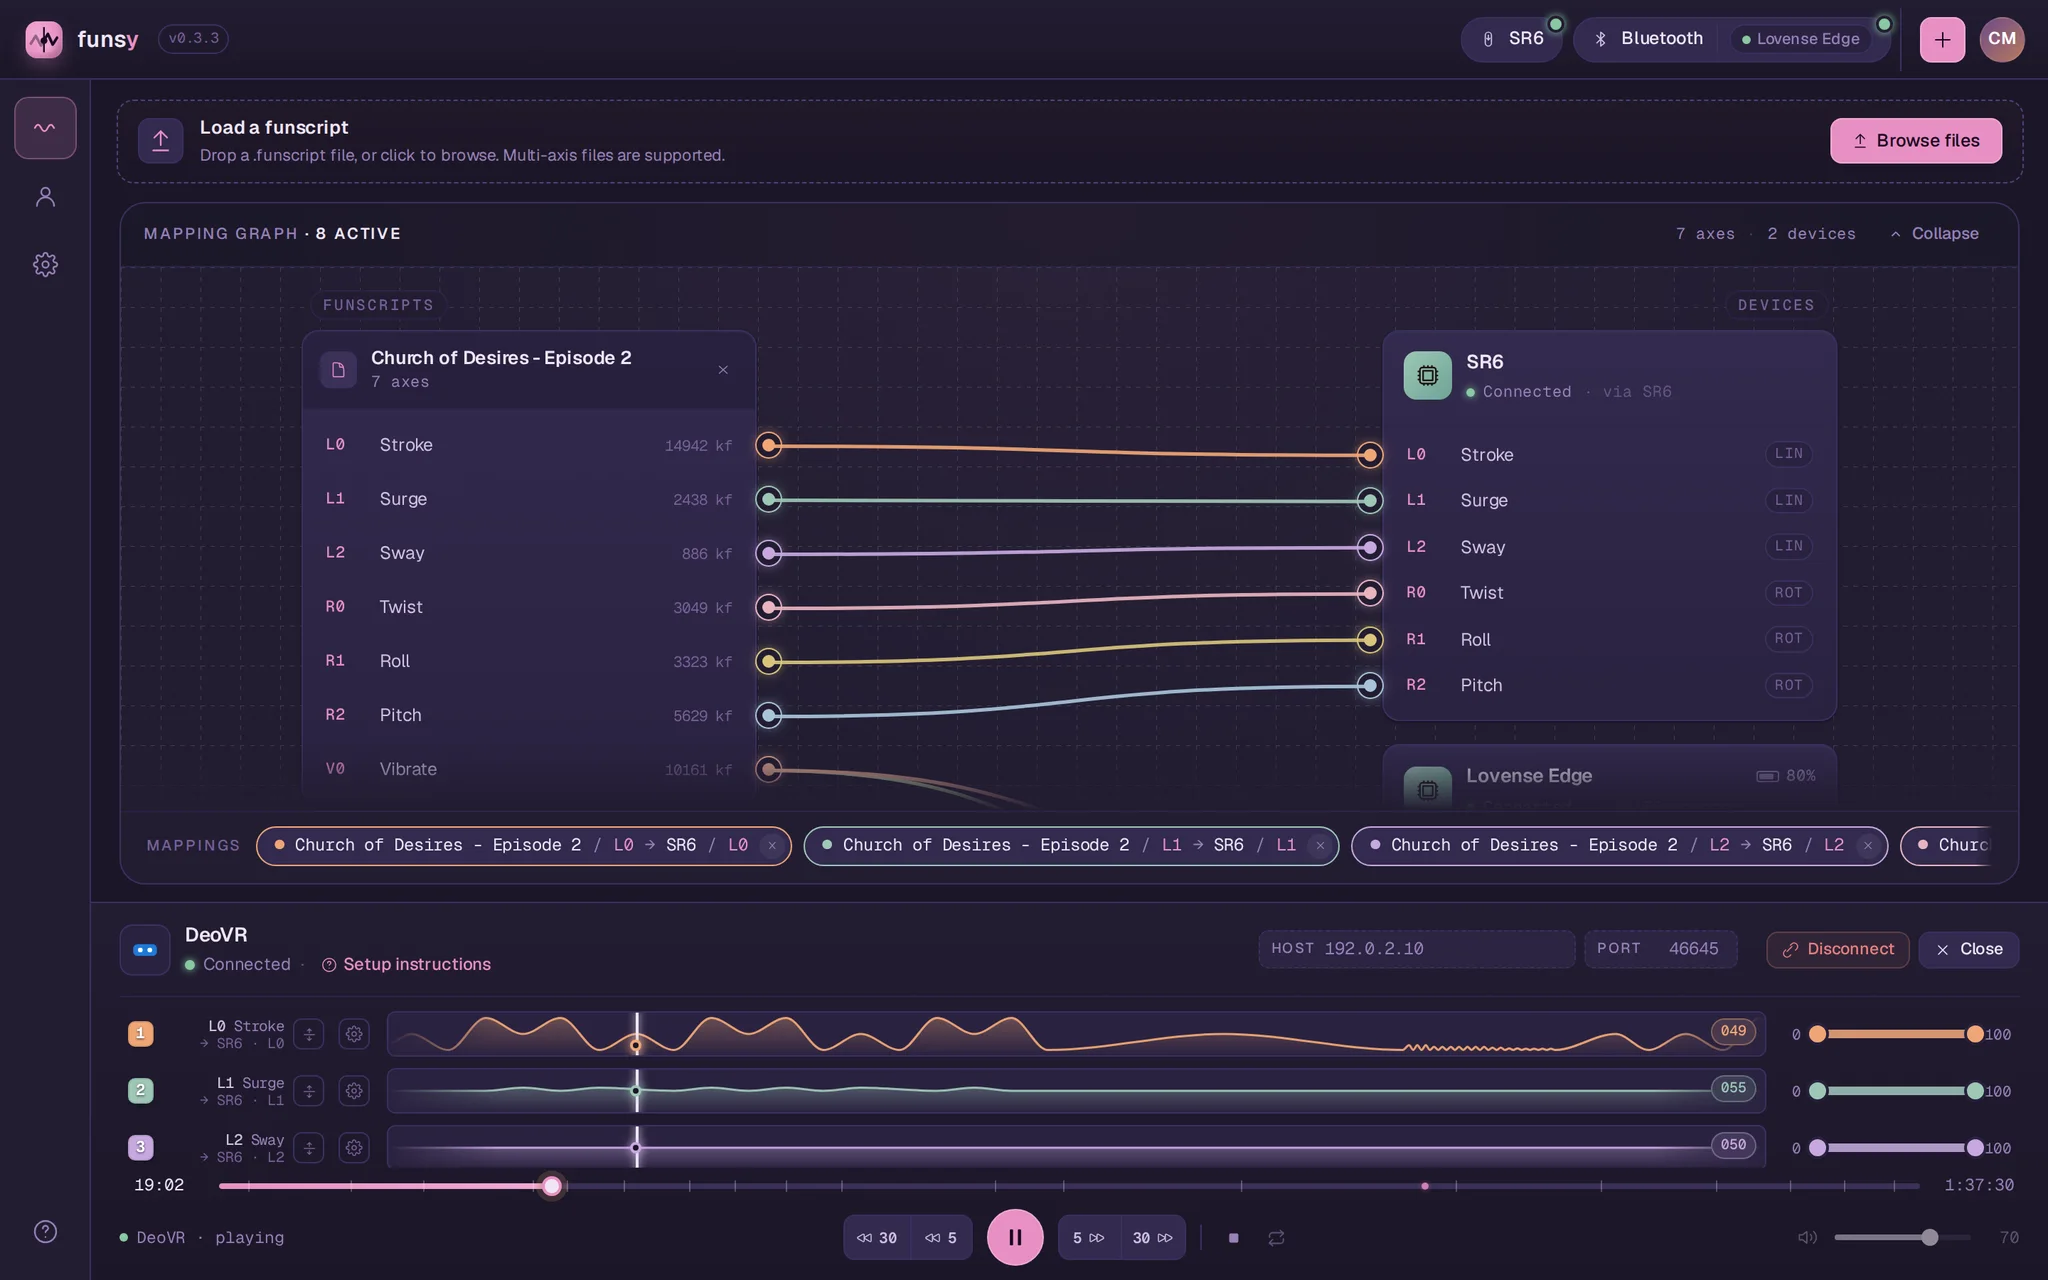 funsy v0.3.3
SR6
Bluetooth
Lovense Edge
CM
Load a funscript
Drop a .funscript file, or click to browse. Multi-axis files are supported.
Browse files
MAPPING GRAPH · 8 ACTIVE
7 axes · 2 devices
Collapse
FUNSCRIPTS
Church of Desires - Episode 2
7 axes
L0 Stroke 14942 kf
L1 Surge 2438 kf
L2 Sway 886 kf
R0 Twist 3049 kf
R1 Roll 3323 kf
R2 Pitch 5629 kf
V0 Vibrate 10161 kf
DEVICES
SR6
Connected · via SR6
L0 Stroke LIN
L1 Surge LIN
L2 Sway LIN
R0 Twist ROT
R1 Roll ROT
R2 Pitch ROT
Lovense Edge 80%
MAPPINGS
Church of Desires - Episode 2 / L0 → SR6 / L0
Church of Desires - Episode 2 / L1 → SR6 / L1
Church of Desires - Episode 2 / L2 → SR6 / L2
Churc
DeoVR
Connected · Setup instructions
HOST 192.0.2.10
PORT 46645
Disconnect
Close
1 L0 Stroke
→ SR6 · L0
049
0 100
2 L1 Surge
→ SR6 · L1
055
0 100
3 L2 Sway
→ SR6 · L2
050
0 100
19:02
1:37:30
DeoVR · playing
30
5
5
30
70